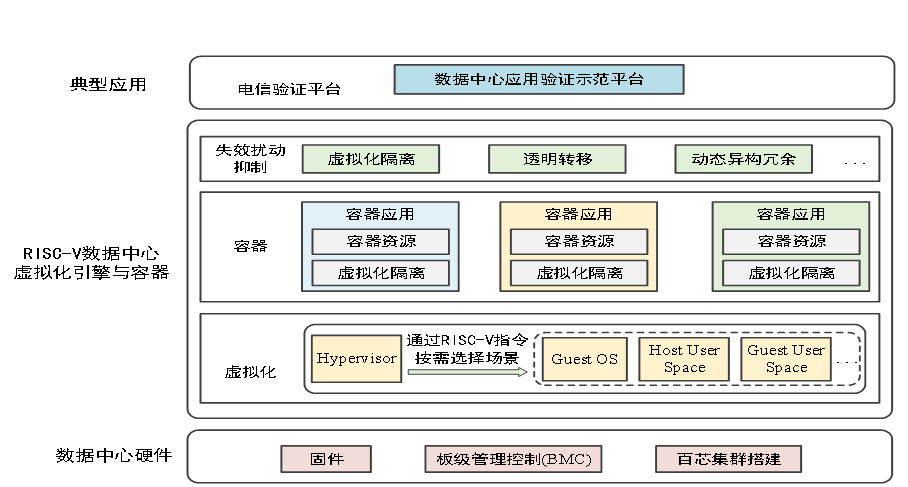 典型应用
电信验证平台
数据中心应用验证示范平台
RISC-V数据中心
虚拟化引擎与容器
失效扰动
抑制
虚拟化隔离
透明转移
动态异构冗余
...
容器
容器应用
容器资源
虚拟化隔离
容器应用
容器资源
虚拟化隔离
容器应用
容器资源
虚拟化隔离
虚拟化
Hypervisor
通过RISC-V指令
按需选择场景
Guest OS
Host User
Space
Guest User
Space
...
数据中心硬件
固件
板级管理控制(BMC)
百芯集群搭建